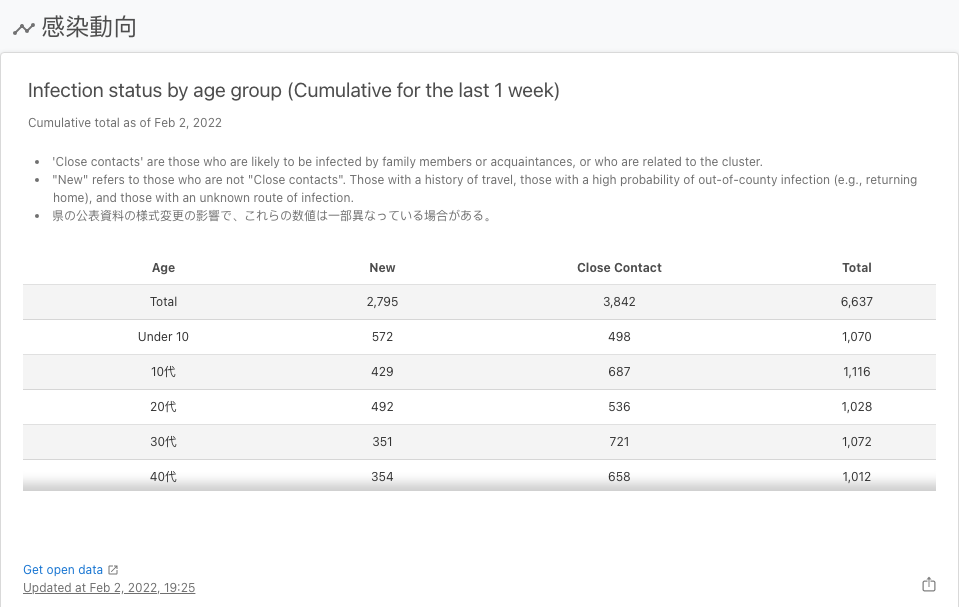 感染動向
Infection status by age group (Cumulative for the last 1 week)
Cumulative total as of Feb 2, 2022
• 'Close contacts' are those who are likely to be infected by family members or acquaintances, or who are related to the cluster.
• "New" refers to those who are not "Close contacts". Those with a history of travel, those with a high probability of out-of-county infection (e.g., returning
home), and those with an unknown route of infection.
• 県の公表資料の様式変更の影響で、これらの数値は一部異なっている場合がある。
Age New Close Contact Total
Total 2,795 3,842 6,637
Under 10 572 498 1,070
10代 429 687 1,116
20代 492 536 1,028
30代 351 721 1,072
40代 354 658 1,012
Get open data
Updated at Feb 2, 2022, 19:25